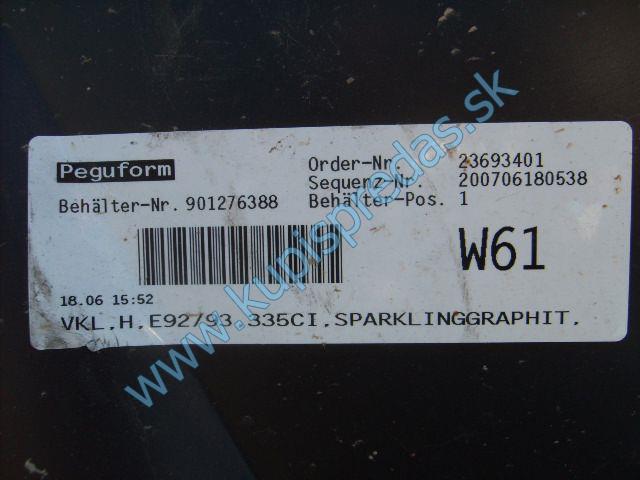 Peguform
Order-Nr. 23693401
Sequenz-Nr. 200706180538
Behälter-Nr. 901276388 Behälter-Pos. 1
W61
18.06 15:52
VKL.H.E92/93.335CI.SPARKLINGGRAPHIT.
www.kupispredas.sk